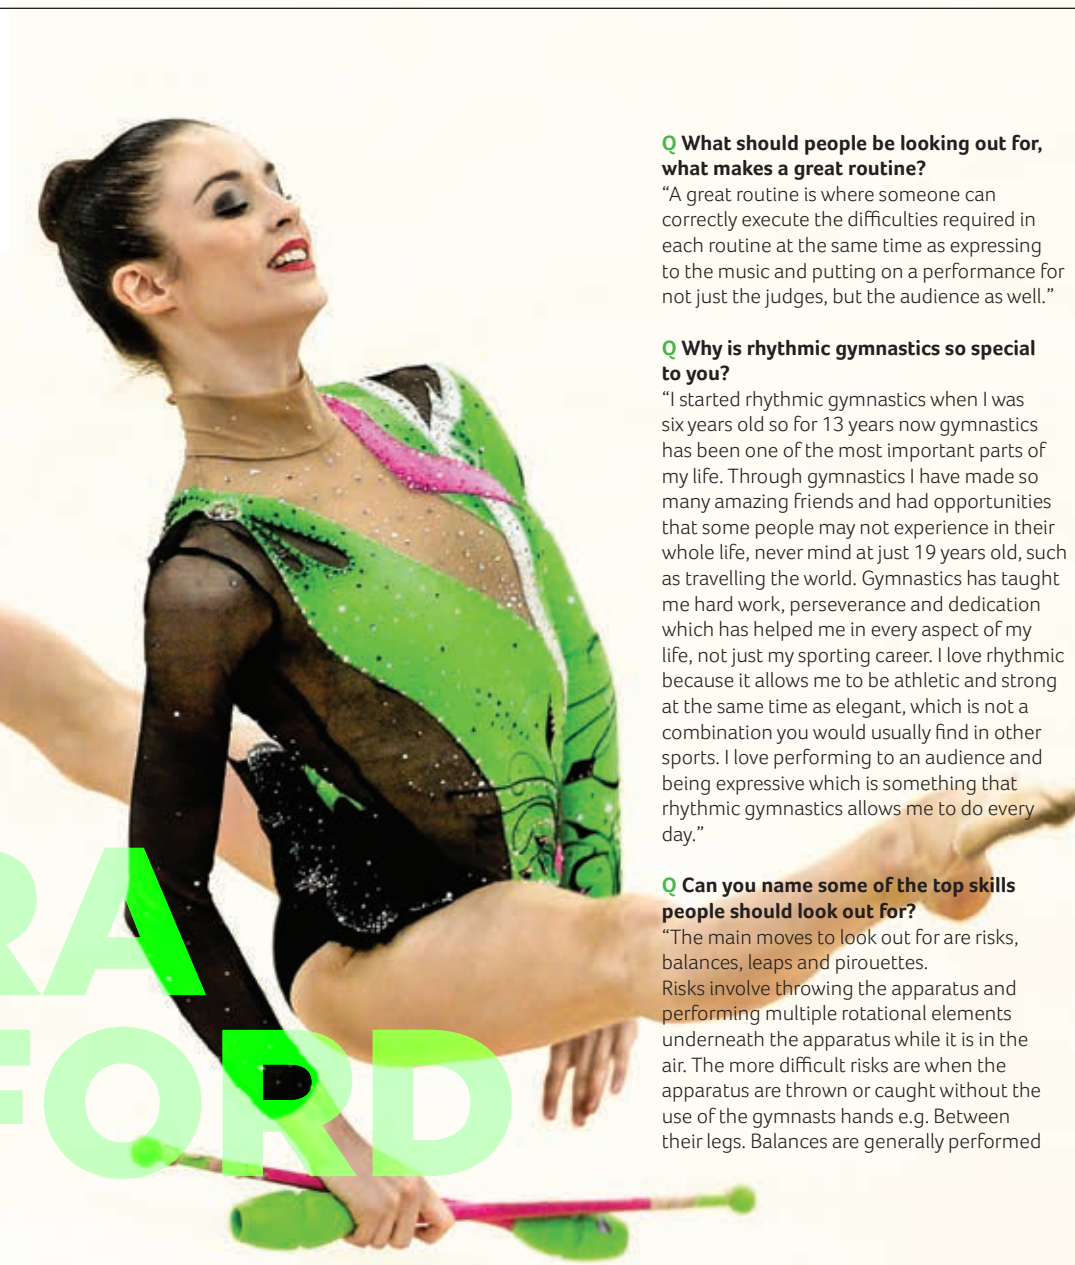 Q What should people be looking out for,
what makes a great routine?
“A great routine is where someone can
correctly execute the difficulties required in
each routine at the same time as expressing
to the music and putting on a performance for
not just the judges, but the audience as well.”
Q Why is rhythmic gymnastics so special
to you?
“I started rhythmic gymnastics when I was
six years old so for 13 years now gymnastics
has been one of the most important parts of
my life. Through gymnastics I have made so
many amazing friends and had opportunities
that some people may not experience in their
whole life, never mind at just 19 years old, such
as travelling the world. Gymnastics has taught
me hard work, perseverance and dedication
which has helped me in every aspect of my
life, not just my sporting career. I love rhythmic
because it allows me to be athletic and strong
at the same time as elegant, which is not a
combination you would usually find in other
sports. I love performing to an audience and
being expressive which is something that
rhythmic gymnastics allows me to do every
day.”
Q Can you name some of the top skills
people should look out for?
“The main moves to look out for are risks,
balances, leaps and pirouettes.
Risks involve throwing the apparatus and
performing multiple rotational elements
underneath the apparatus while it is in the
air. The more difficult risks are when the
apparatus are thrown or caught without the
use of the gymnasts hands e.g. Between
their legs. Balances are generally performed
RA
FORD